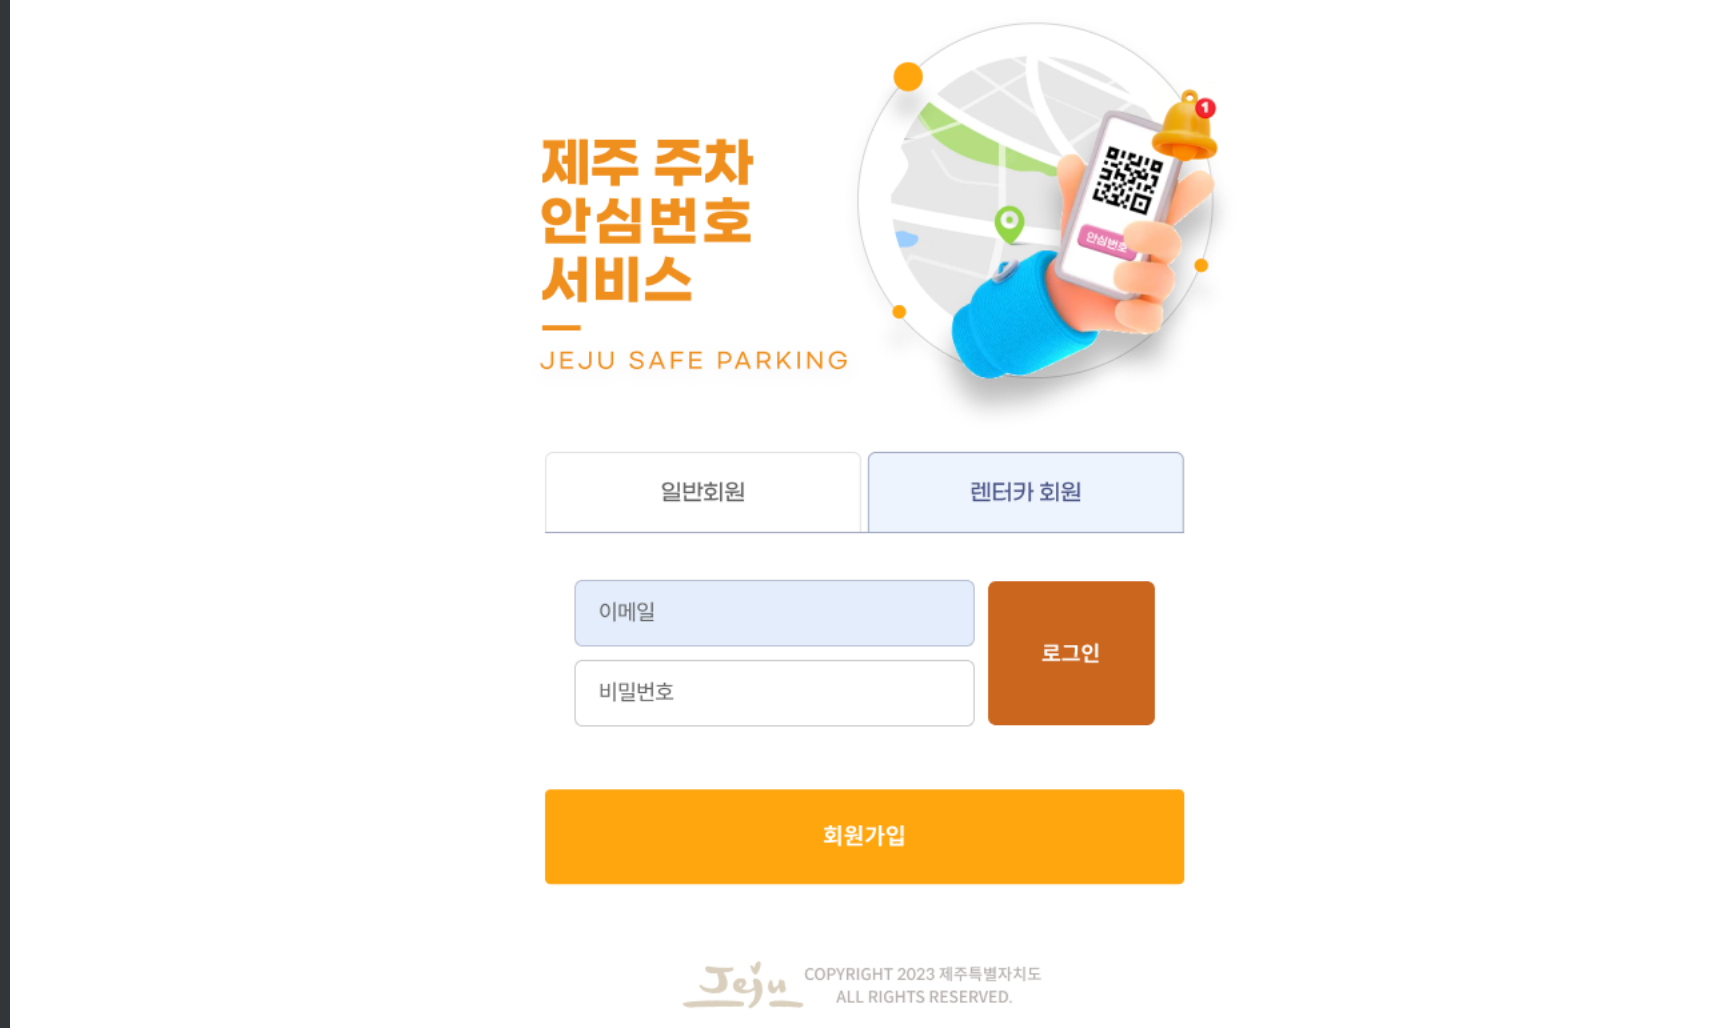 제주 주차
안심번호
서비스
JEJU SAFE PARKING
1
안심번호
일반회원
렌터카 회원
이메일
비밀번호
로그인
회원가입
Jeju
COPYRIGHT 2023 제주특별자치도
ALL RIGHTS RESERVED.